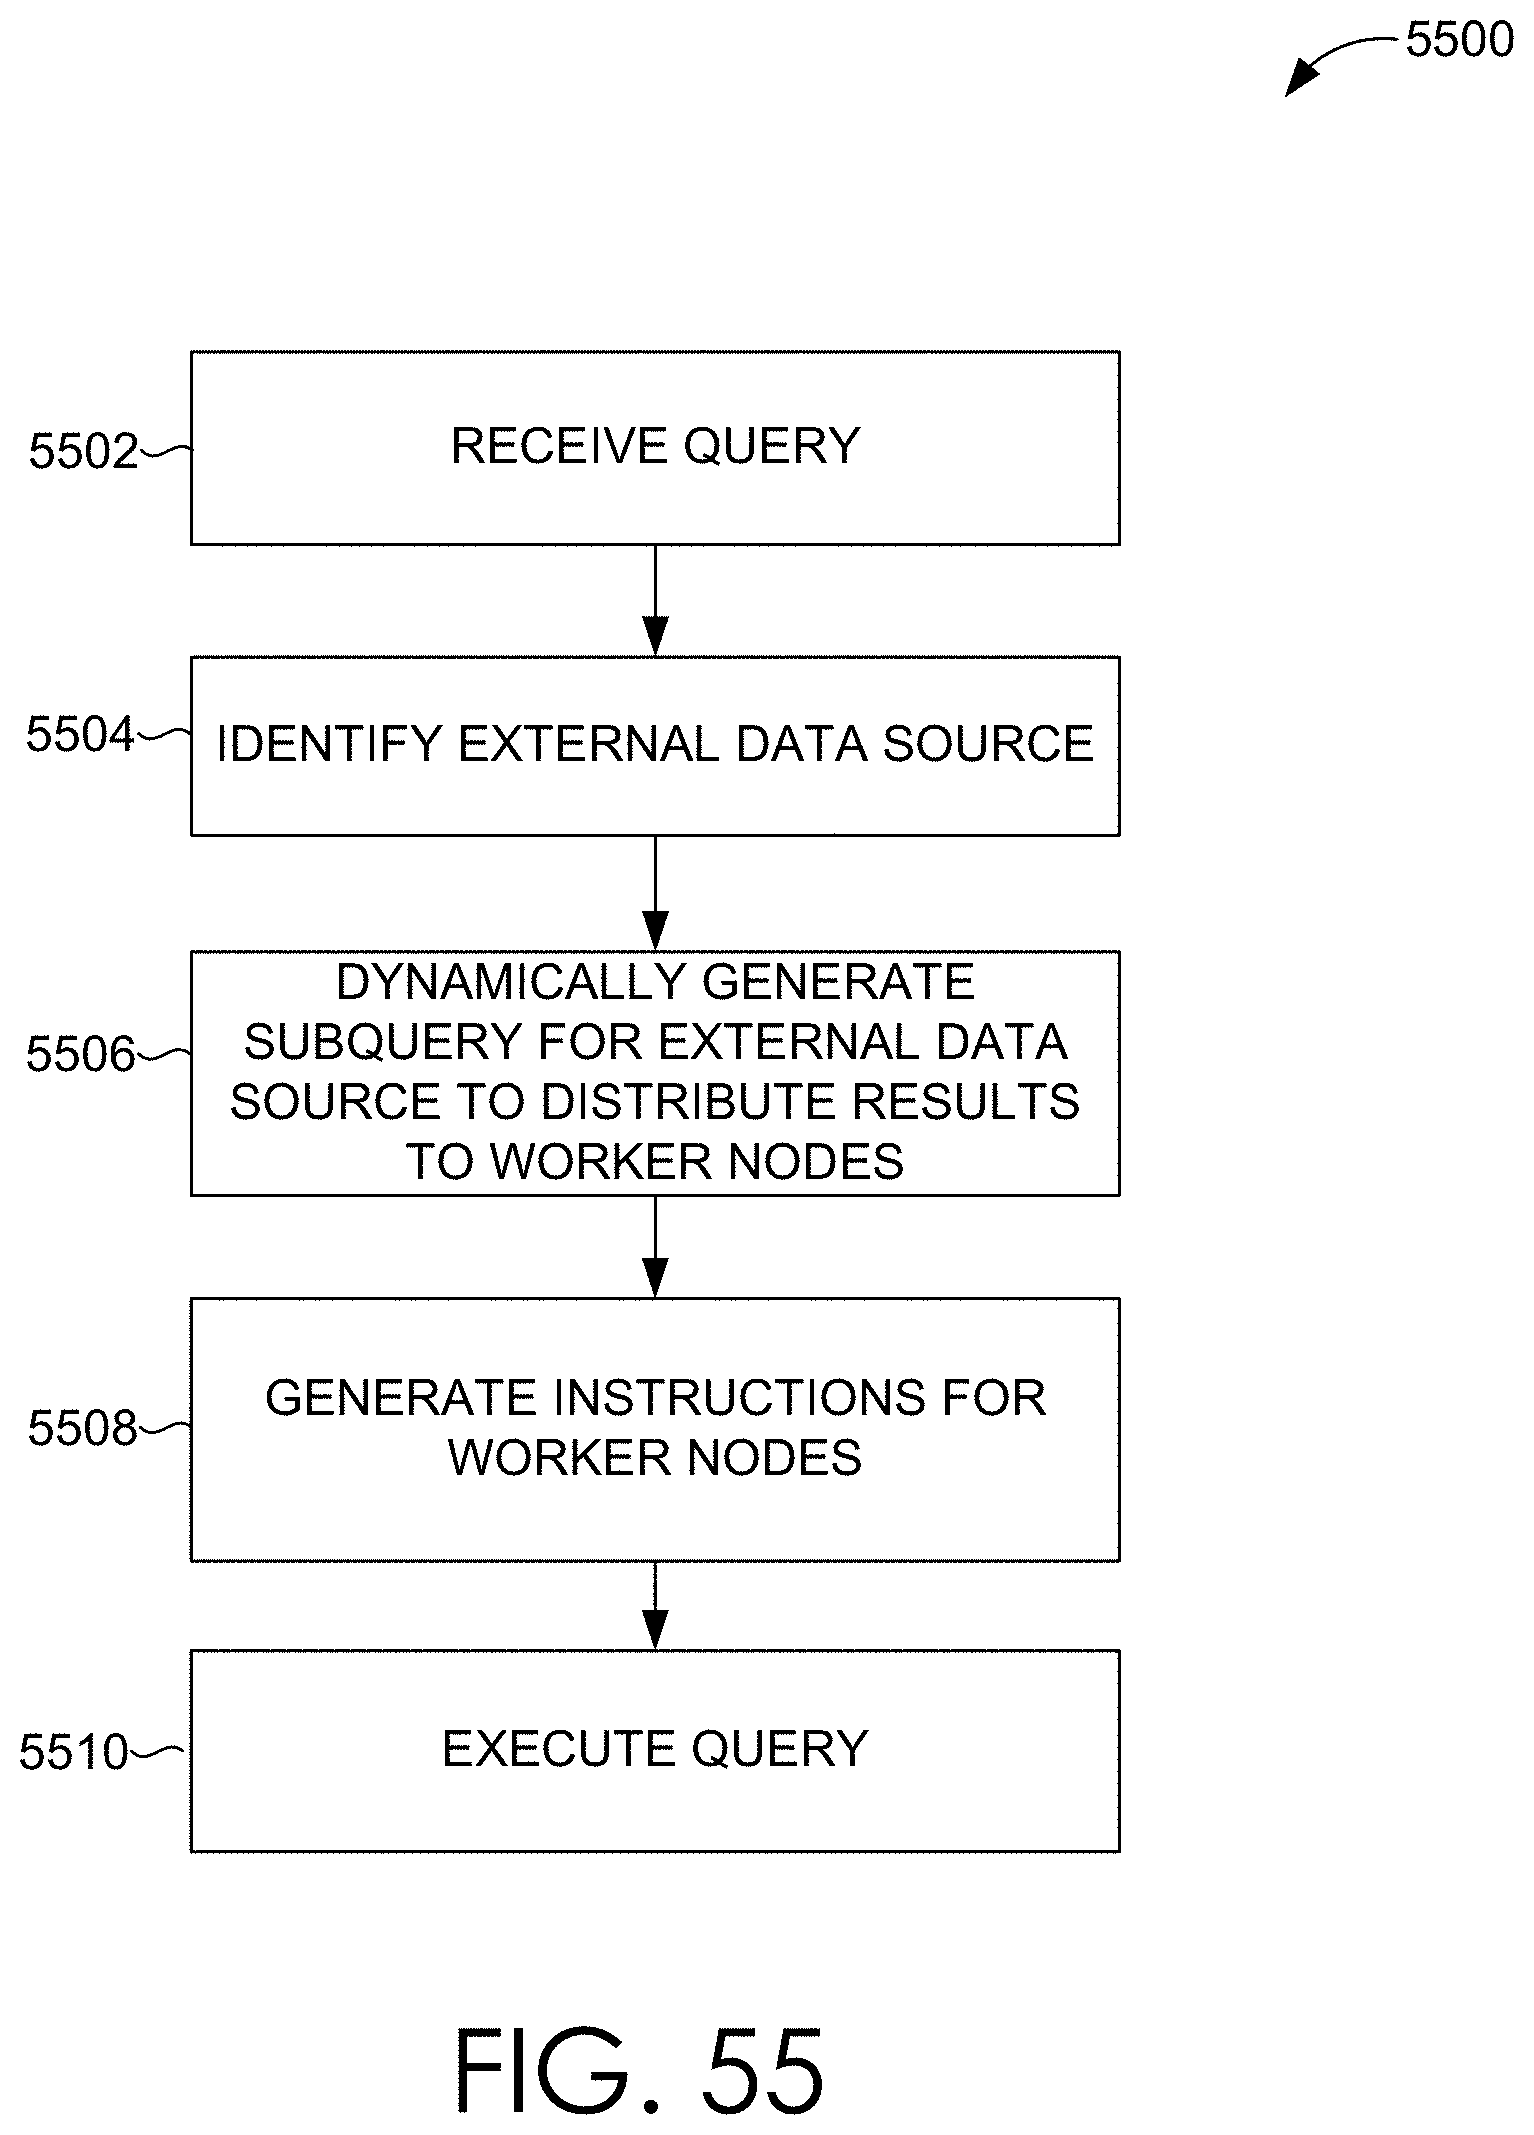 5500
5502
RECEIVE QUERY
5504
IDENTIFY EXTERNAL DATA SOURCE
5506
DYNAMICALLY GENERATE
SUBQUERY FOR EXTERNAL DATA
SOURCE TO DISTRIBUTE RESULTS
TO WORKER NODES
5508
GENERATE INSTRUCTIONS FOR
WORKER NODES
5510
EXECUTE QUERY
FIG. 55